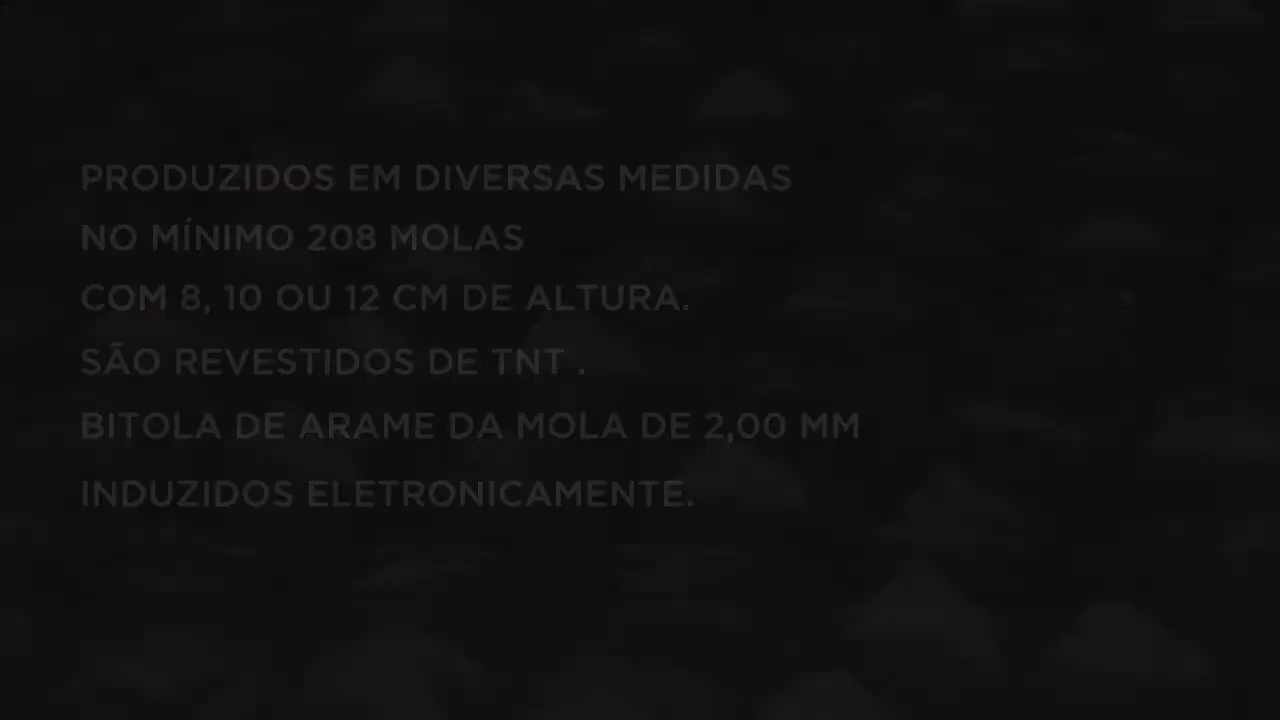 PRODUZIDOS EM DIVERSAS MEDIDAS
NO MÍNIMO 208 MOLAS
COM 8, 10 OU 12 CM DE ALTURA.
SÃO REVESTIDOS DE TNT .
BITOLA DE ARAME DA MOLA DE 2,00 MM
INDUZIDOS ELETRONICAMENTE.